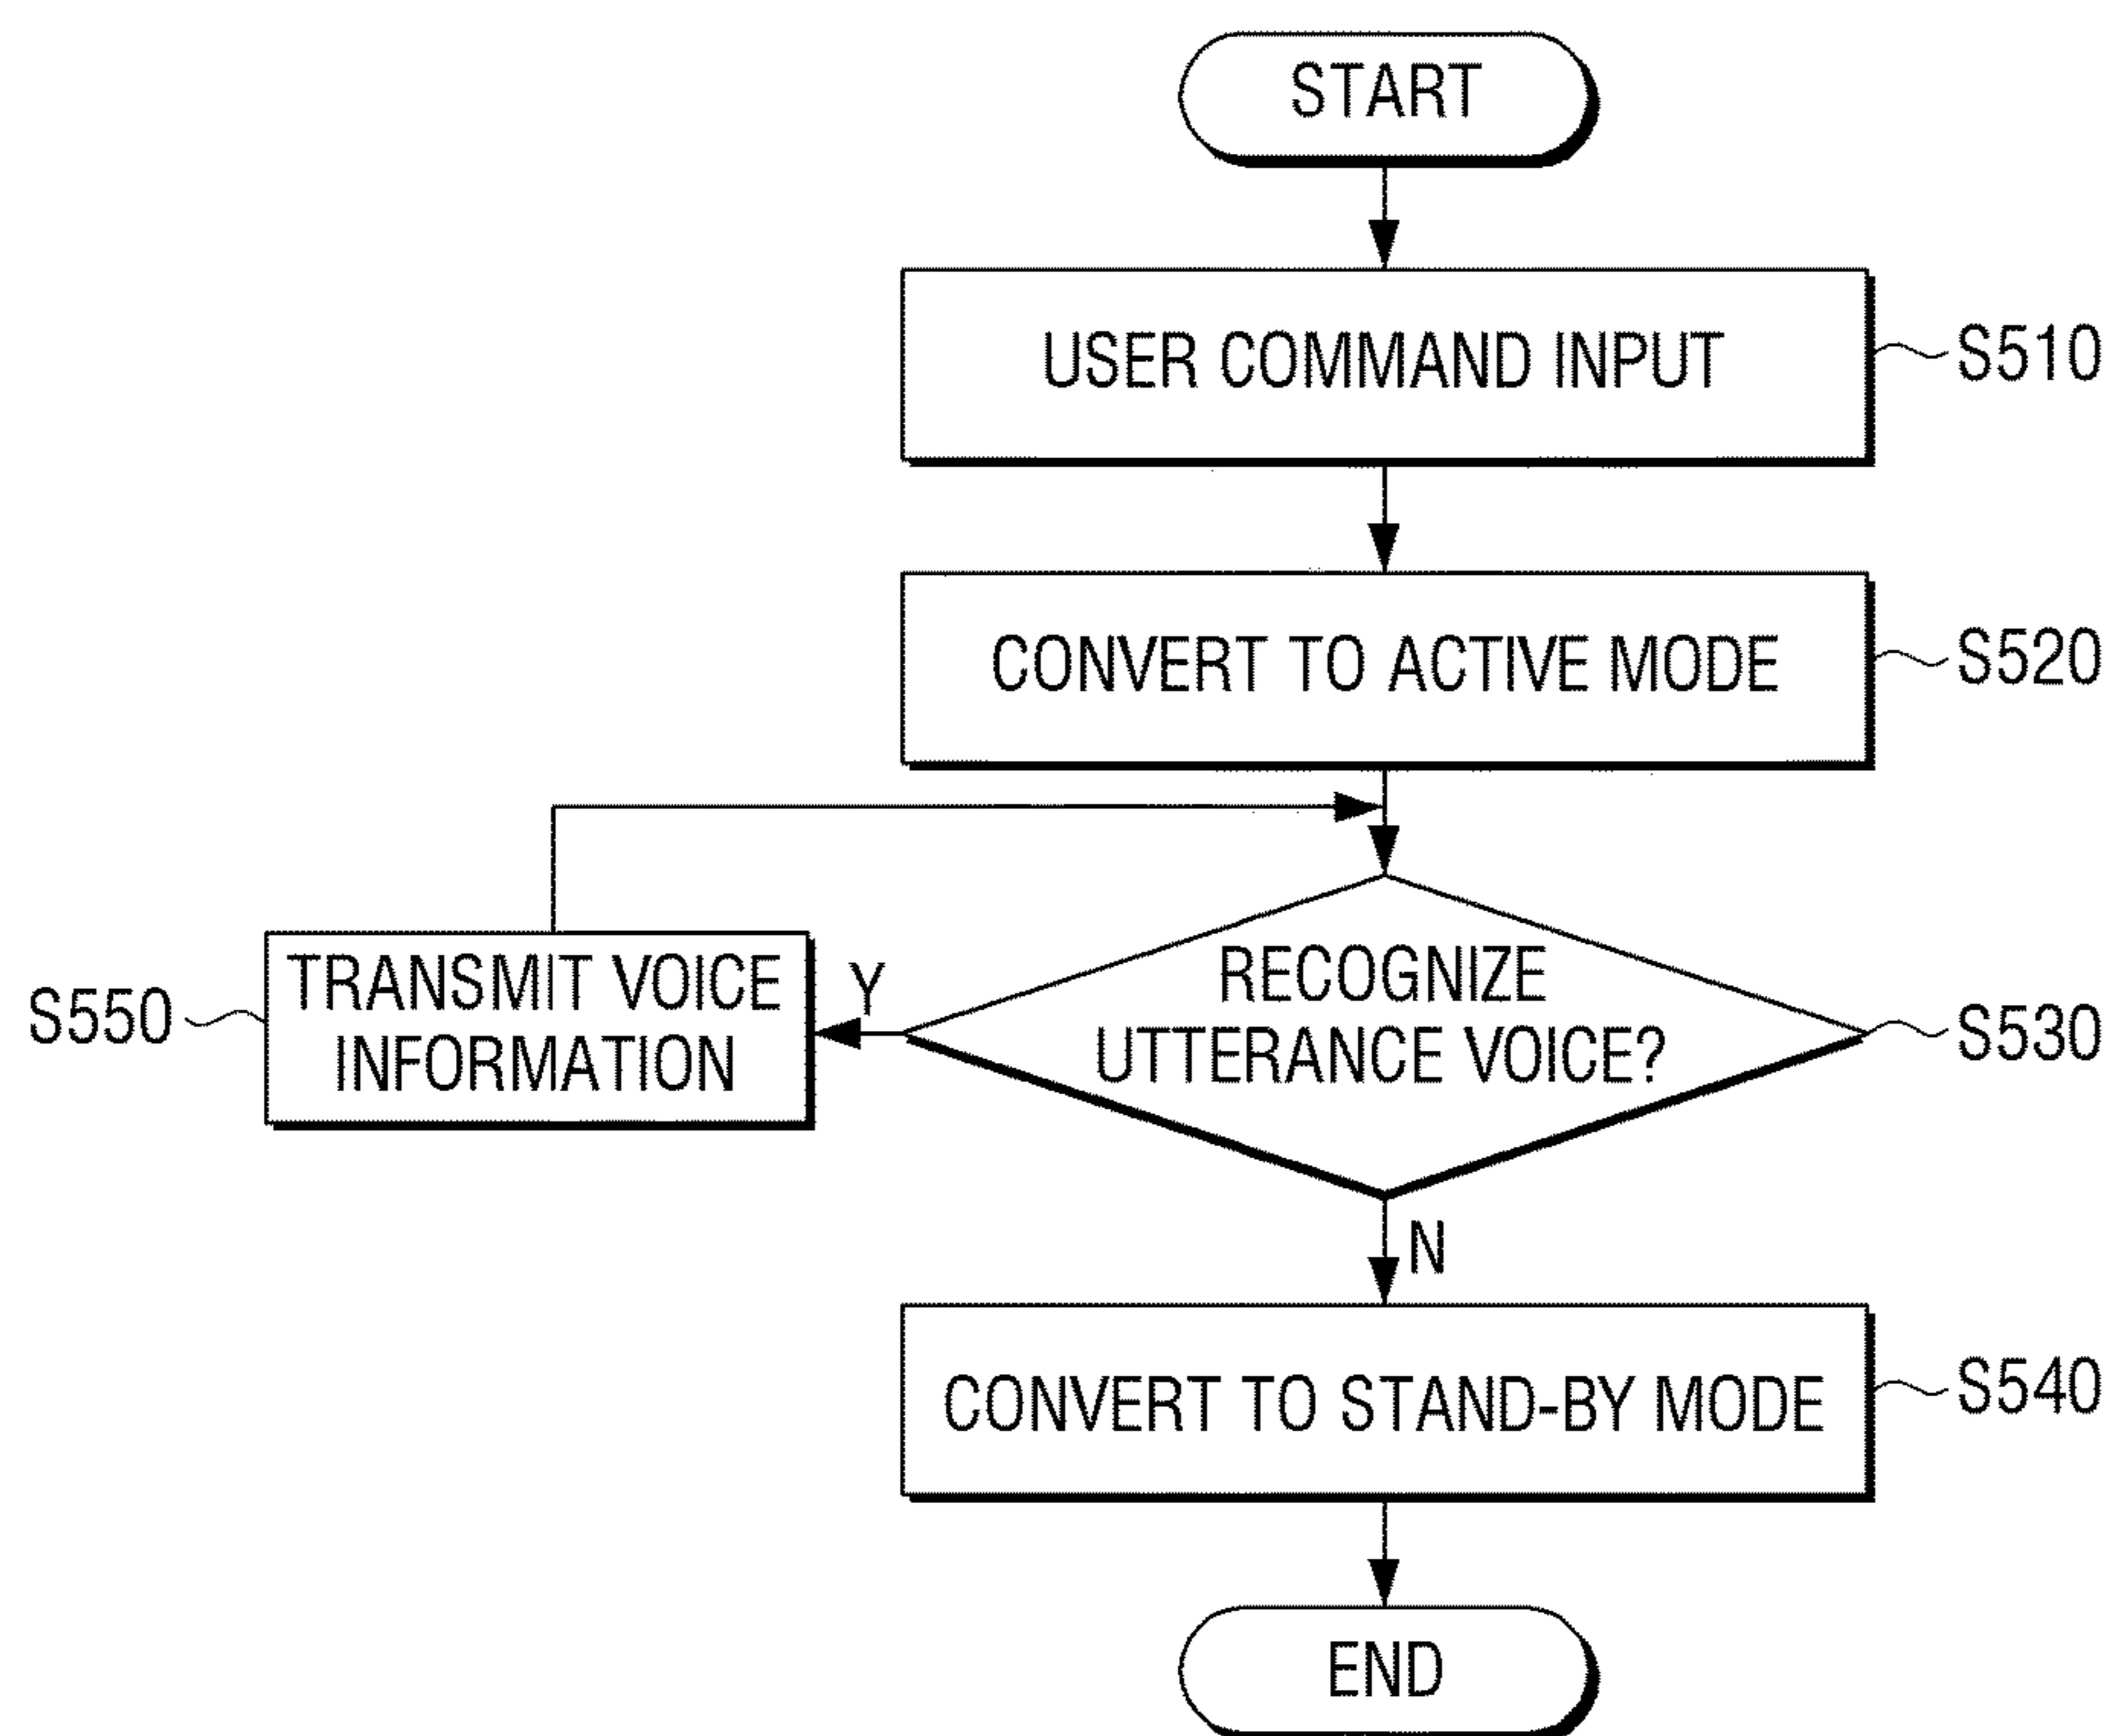 START
USER COMMAND INPUT
S510
CONVERT TO ACTIVE MODE
S520
TRANSMIT VOICE
INFORMATION
S550
Y
RECOGNIZE
UTTERANCE VOICE?
S530
N
CONVERT TO STAND-BY MODE
S540
END